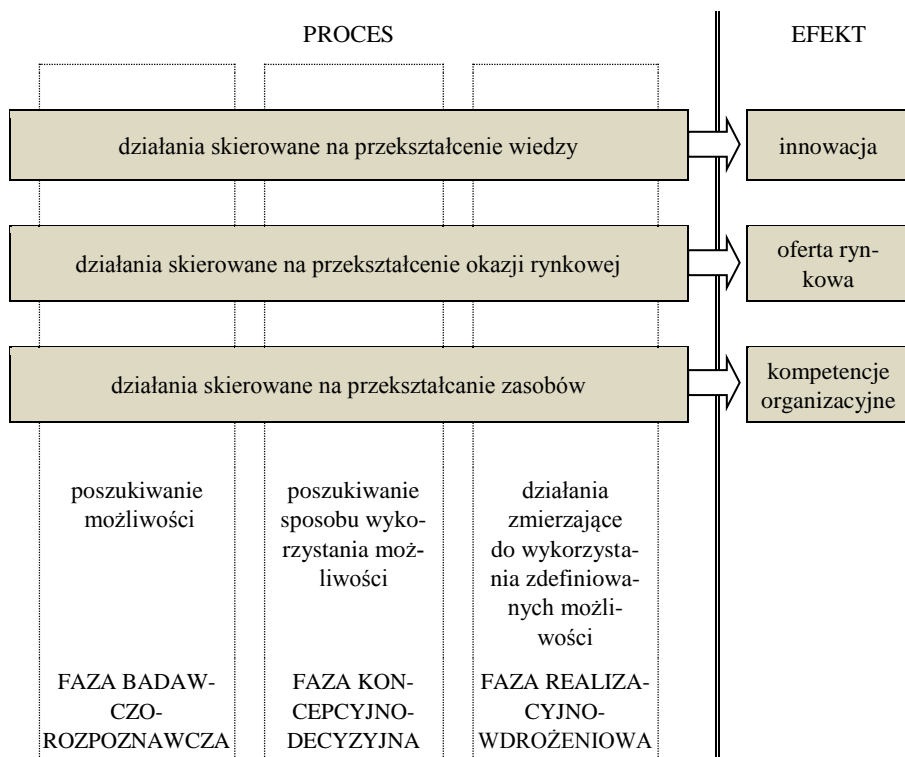 PROCES
EFEKT
działania skierowane na przekształcenie wiedzy
innowacja
działania skierowane na przekształcenie okazji rynkowej
oferta ryn-
kowa
działania skierowane na przekształcanie zasobów
kompetencje
organizacyjne
poszukiwanie
możliwości
poszukiwanie
sposobu wyko-
rzystania moż-
liwości
działania
zmierzające
do wykorzysta-
nia zdefiniowa-
nych możli-
wości
FAZA BADAW-
CZO-
ROZPOZNAWCZA
FAZA KON-
CEPCYJNO-
DECYZYJNA
FAZA REALIZA-
CYJNO-
WDROŻENIOWA